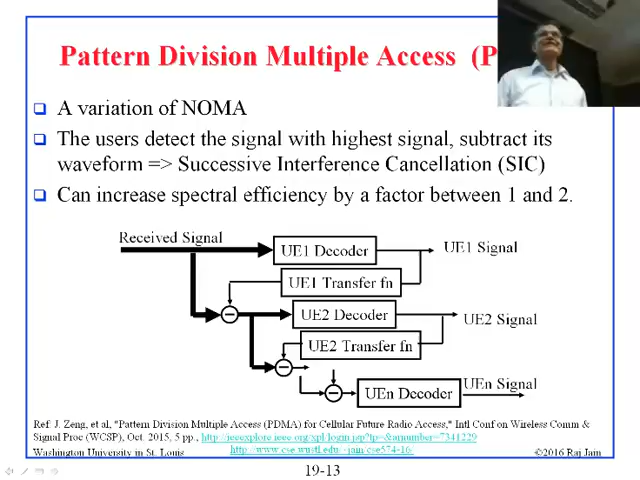 Pattern Division Multiple Access (P
A variation of NOMA
The users detect the signal with highest signal, subtract its
waveform => Successive Interference Cancellation (SIC)
Can increase spectral efficiency by a factor between 1 and 2.
Received Signal
UE1 Decoder
UE1 Signal
UE1 Transfer fn
UE2 Decoder
UE2 Signal
UE2 Transfer fn
UEn Decoder
UEn Signal
Ref: J. Zeng, et al, "Pattern Division Multiple Access (PDMA) for Cellular Future Radio Access," Intl Conf on Wireless Comm &
Signal Proc (WCSP), Oct. 2015, 5 pp., http://ieeexplore.ieee.org/xpl/login.jsp?tp=&arnumber=7341229
Washington University in St. Louis
http://www.cse.wustl.edu/~jain/cse574-16/
©2016 Raj Jain
19-13